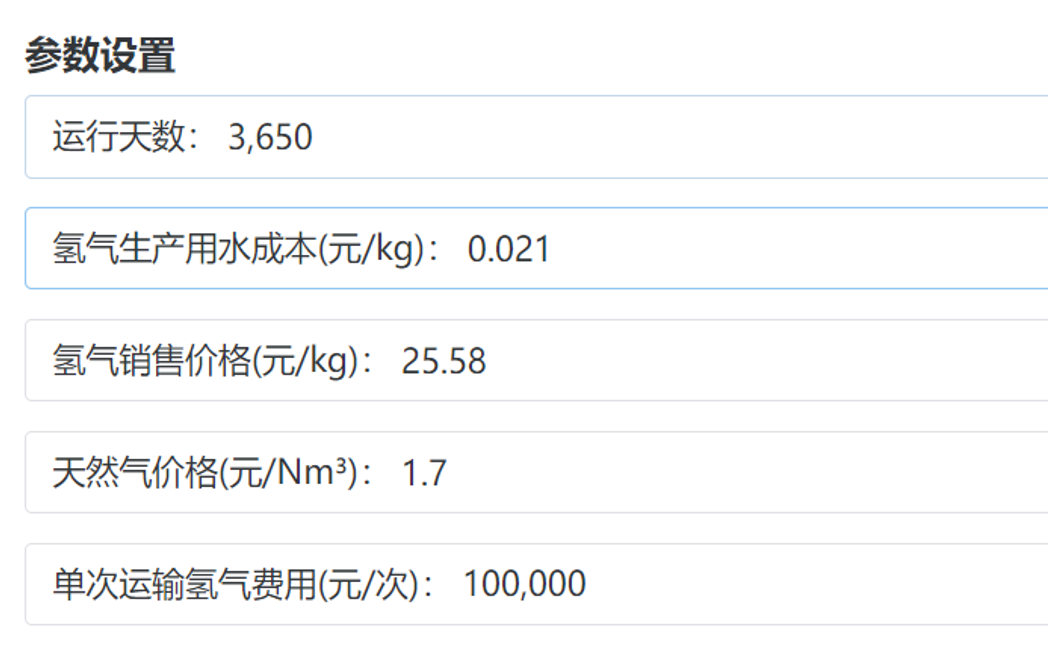 参数设置
运行天数： 3,650
氢气生产用水成本(元/kg)： 0.021
氢气销售价格(元/kg)： 25.58
天然气价格(元/Nm³)： 1.7
单次运输氢气费用(元/次)： 100,000